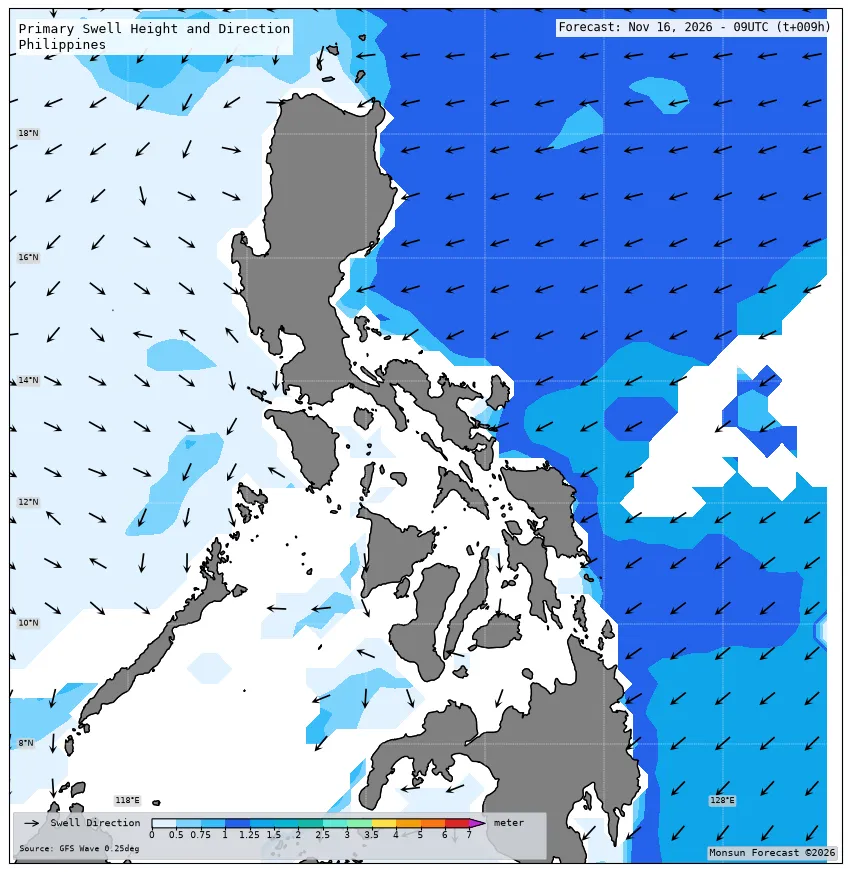 Primary Swell Height and Direction
Philippines
Forecast: Nov 16, 2026 - 09UTC (t+009h)
18°N
16°N
14°N
12°N
10°N
8°N
118°E
128°E
Swell Direction
0 0.5 0.75 1 1.25 1.5 2 2.5 3 3.5 4 5 6 7
meter
Source: GFS Wave 0.25deg
Monsun Forecast ©2026